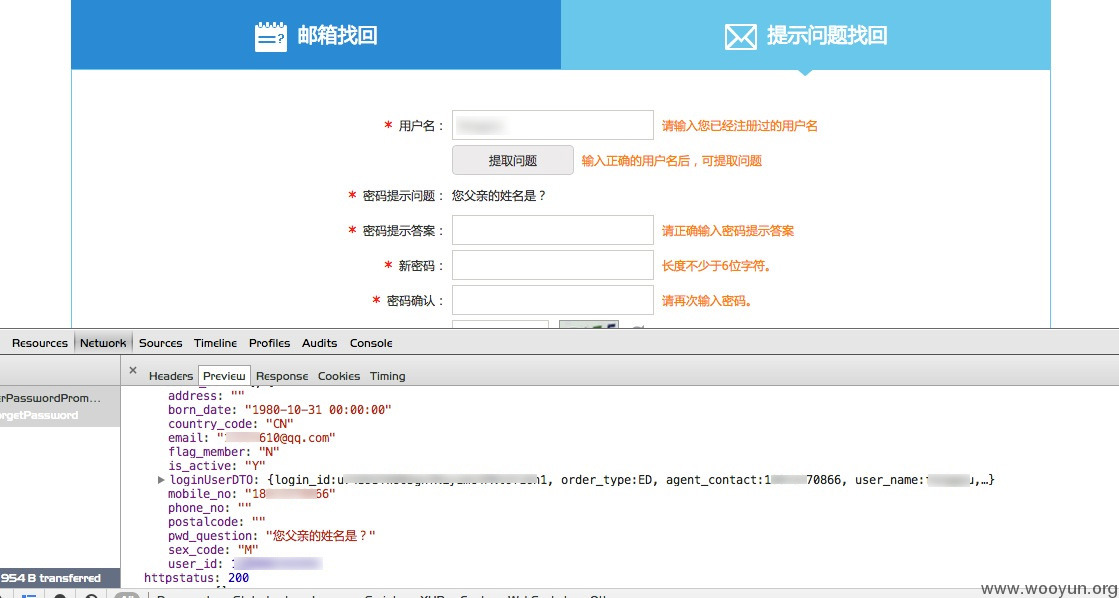 邮箱找回
提示问题找回
* 用户名： 请输入您已经注册过的用户名
提取问题 输入正确的用户名后，可提取问题
* 密码提示问题： 您父亲的姓名是？
* 密码提示答案： 请正确输入密码提示答案
* 新密码： 长度不少于6位字符。
* 密码确认： 请再次输入密码。
Resources Network Sources Timeline Profiles Audits Console
× Headers Preview Response Cookies Timing
rPasswordProm...
orgetPassword
address: ""
born_date: "1980-10-31 00:00:00"
country_code: "CN"
email: "610@qq.com"
flag_member: "N"
is_active: "Y"
loginUserDTO: {login_id: 1, order_type:ED, agent_contact:1 70866, user_name: ,…}
mobile_no: "18 66"
phone_no: ""
postalcode: ""
pwd_question: "您父亲的姓名是？"
sex_code: "M"
user_id:
httpstatus: 200
954 B transferred
www.wooyun.org